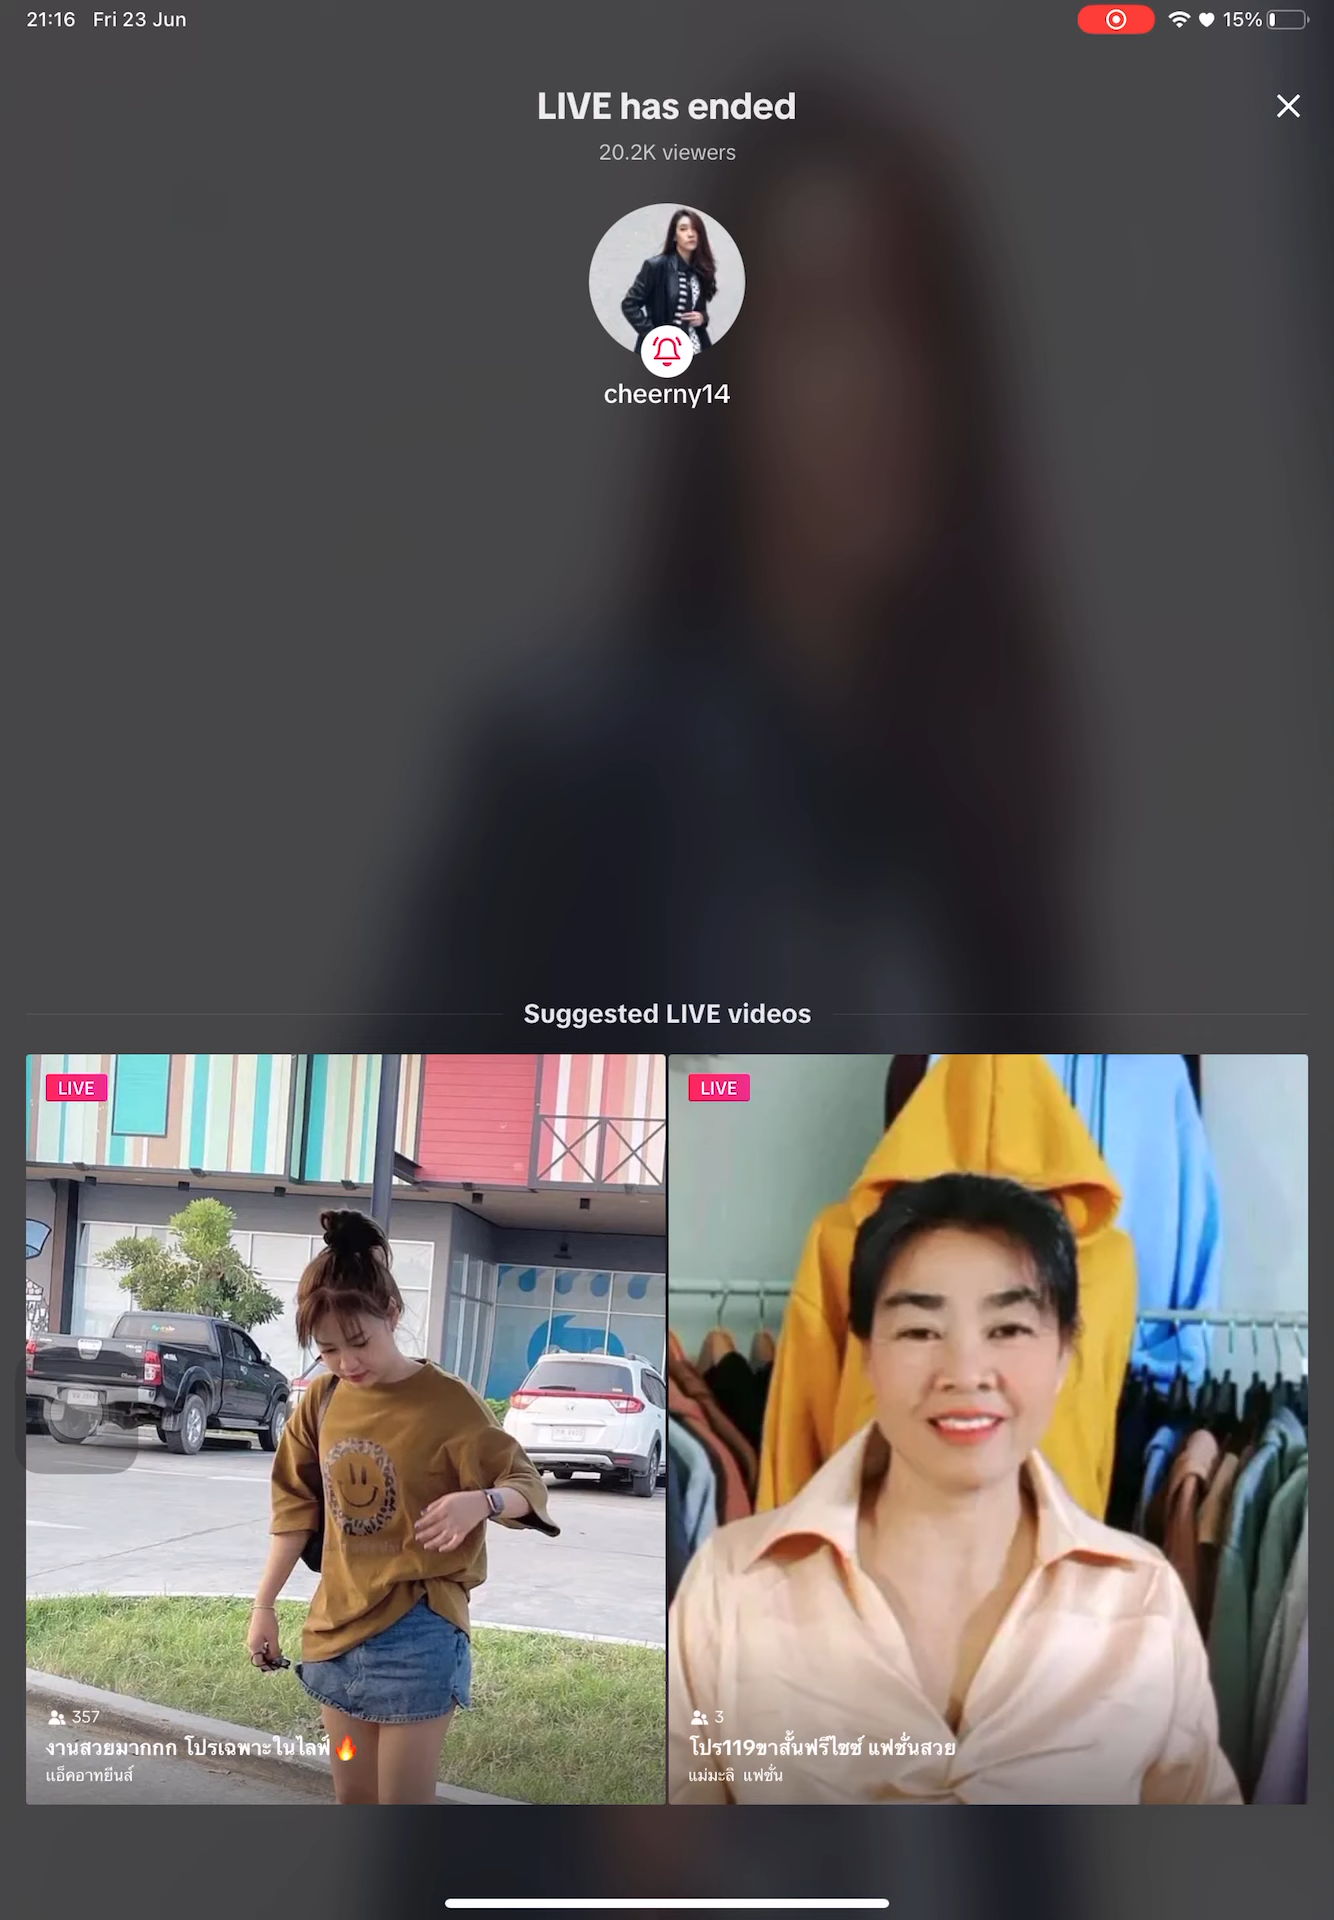 21:16 Fri 23 Jun
15%
LIVE has ended
20.2K viewers
cheerny14
Suggested LIVE videos
LIVE
LIVE
357
งานสวยมากกก โปรเฉพาะในไลฟ์🔥
แอ็คอาทยีนส์
3
โปร119ขาสั้นฟรีไซซ์ แฟชั่นสวย
แม่มะลิ แฟชั่น